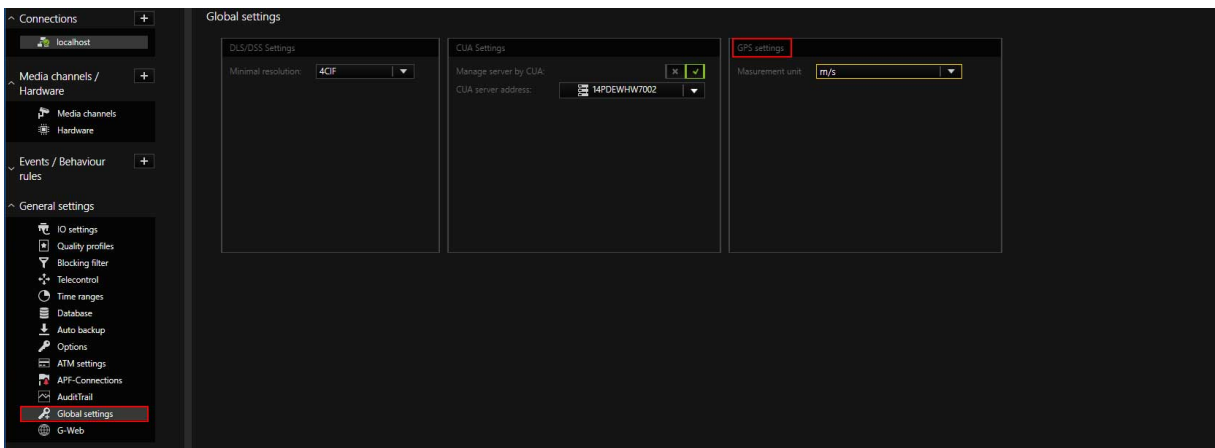 Connections
localhost
Media channels /
Hardware
Media channels
Hardware
Events / Behaviour
rules
General settings
IO settings
Quality profiles
Blocking filter
Telecontrol
Time ranges
Database
Auto backup
Options
ATM settings
APF-Connections
AuditTrail
Global settings
G-Web
Global settings
DLS/DSS Settings
Minimal resolution: 4CIF
CUA Settings
Manage server by CUA:
CUA server address: 14PDEWHW7002
GPS settings
Masurement unit m/s